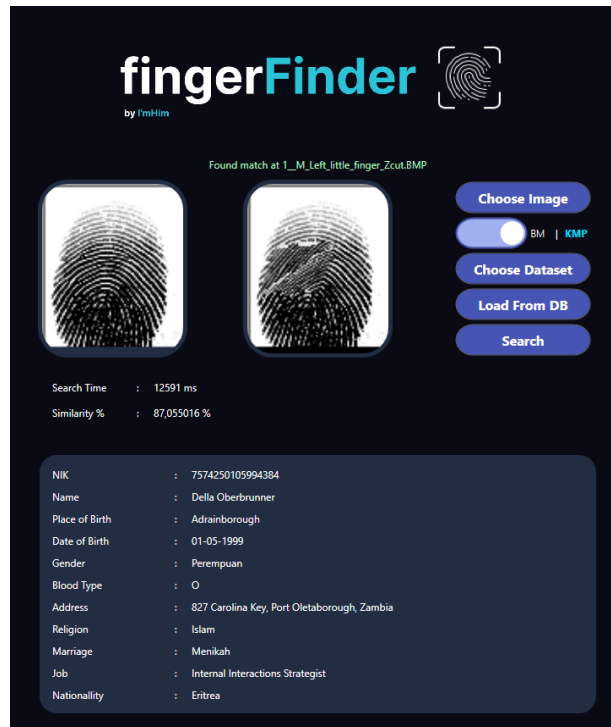 fingerFinder
by I'mHim
Found match at 1__M_Left_little_finger_Zcut.BMP
Choose Image
BM | KMP
Choose Dataset
Load From DB
Search
Search Time : 12591 ms
Similarity % : 87,055016 %
NIK : 7574250105994384
Name : Della Oberbrunner
Place of Birth : Adrainborough
Date of Birth : 01-05-1999
Gender : Perempuan
Blood Type : O
Address : 827 Carolina Key, Port Oletaborough, Zambia
Religion : Islam
Marriage : Menikah
Job : Internal Interactions Strategist
Nationallity : Eritrea